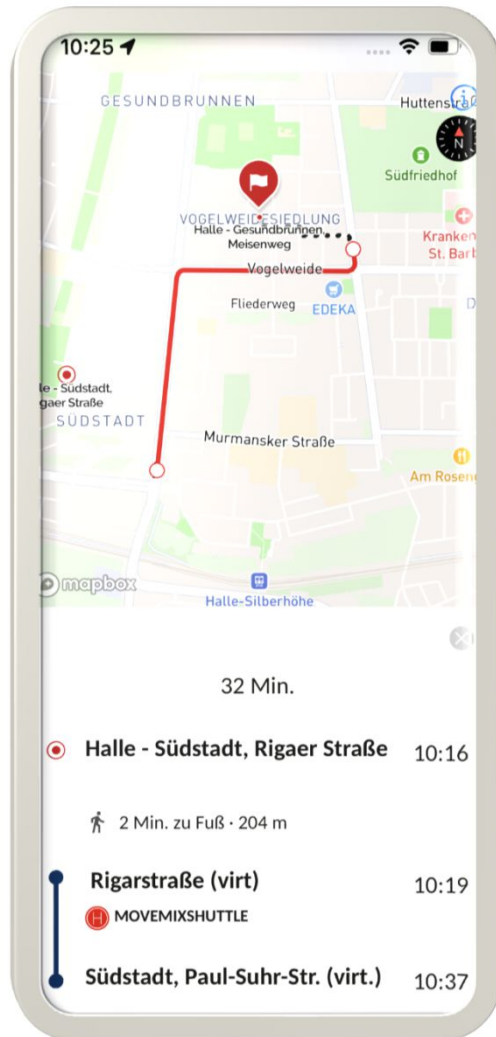 10:25
GESUNDBRUNNEN
Huttenstra
N
Südfriedhof
VOGELWEIDESIEDLUNG
Halle - Gesundbrunnen,
Meisenweg
Kranken
St. Barb
Vogelweide
Fliederweg
EDEKA
D
le - Südstadt,
gaer Straße
SÜDSTADT
Murmansker Straße
Am Rosen
mapbox
Halle-Silberhöhe
32 Min.
Halle - Südstadt, Rigaer Straße 10:16
2 Min. zu Fuß · 204 m
Rigarstraße (virt) 10:19
H MOVEMIXSHUTTLE
Südstadt, Paul-Suhr-Str. (virt.) 10:37